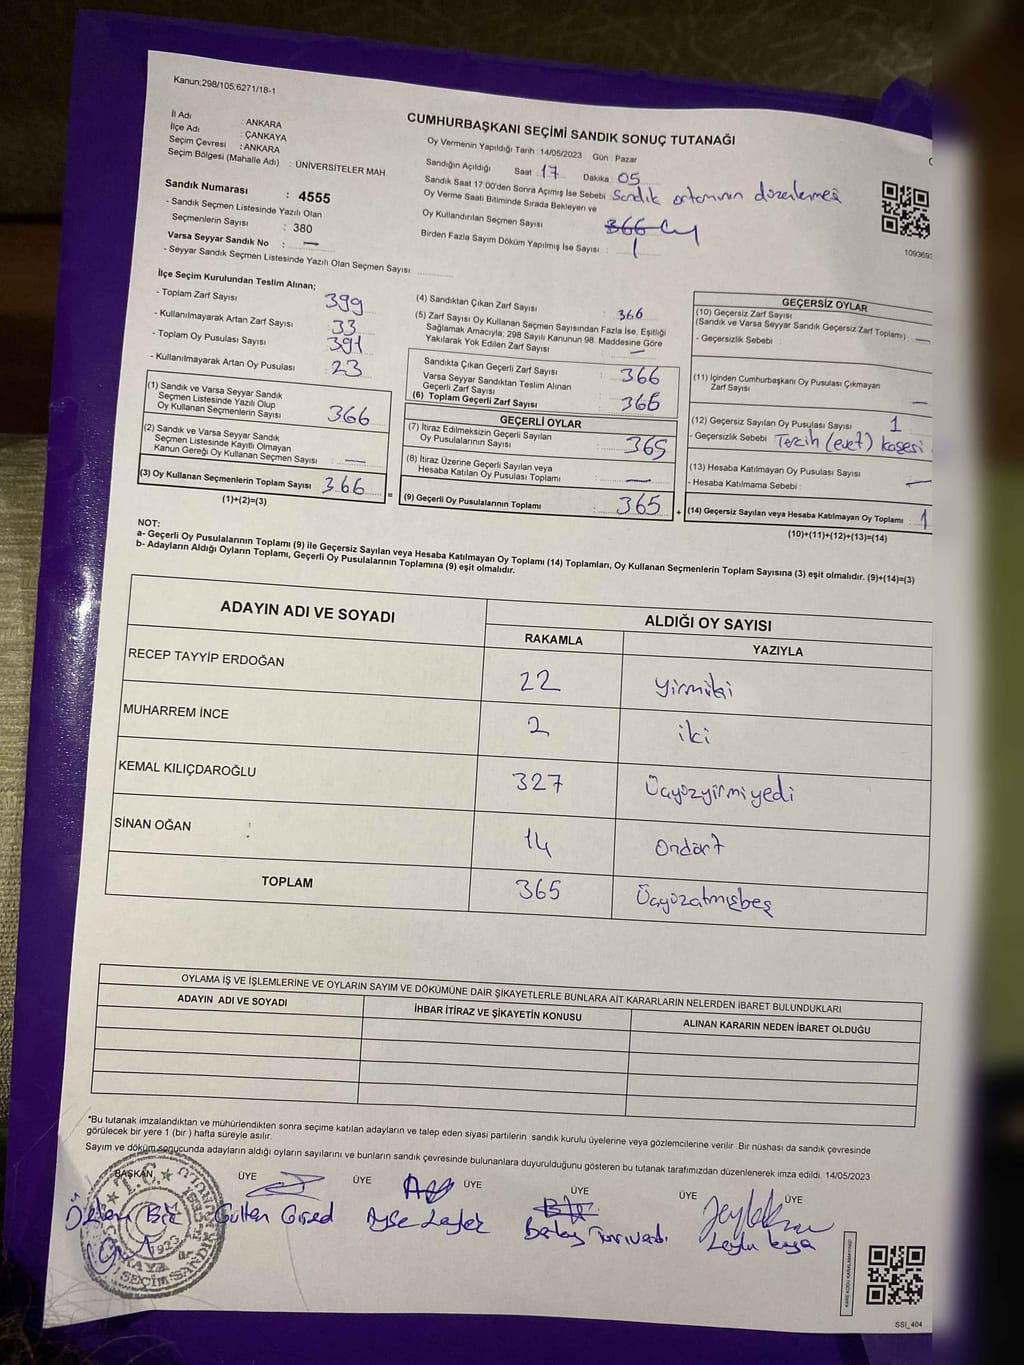 Kanun;298/105,6271/18-1
CUMHURBAŞKANI SEÇİMİ SANDIK SONUÇ TUTANAĞI
İl Adı : ANKARA
İlçe Adı : ÇANKAYA
Seçim Çevresi : ANKARA
Seçim Bölgesi (Mahalle Adı) : ÜNİVERSİTELER MAH.
Oy Vermenin Yapıldığı Tarih : 14/05/2023 Gün : Pazar
Sandığın Açıldığı Saat 17 Dakika 05
Sandık Saat 17:00'den Sonra Açımış İse Sebebi Sandık ortamının düzenlenmesi
Oy Verme Saati Bitiminde Sırada Bekleyen ve
Oy Kullandırılan Seçmen Sayısı 366
Birden Fazla Sayım Döküm Yapılmış İse Sayısı : 1
Sandık Numarası : 4555
- Sandık Seçmen Listesinde Yazılı Olan
Seçmenlerin Sayısı : 380
Varsa Seyyar Sandık No : —
- Seyyar Sandık Seçmen Listesinde Yazılı Olan Seçmen Sayısı
109369
İlçe Seçim Kurulundan Teslim Alınan;
- Toplam Zarf Sayısı 399
- Kullanılmayarak Artan Zarf Sayısı : 33
- Toplam Oy Pusulası Sayısı : 391
- Kullanılmayarak Artan Oy Pusulası : 23
(1) Sandık ve Varsa Seyyar Sandık
Seçmen Listesinde Yazılı Olup
Oy Kullanan Seçmenlerin Sayısı : 366
(2) Sandık ve Varsa Seyyar Sandık
Seçmen Listesinde Kayıtlı Olmayan
Kanun Gereği Oy Kullanan Seçmen Sayısı : —
(3) Oy Kullanan Seçmenlerin Toplam Sayısı 366
(1)+(2)=(3)
=
(4) Sandıktan Çıkan Zarf Sayısı : 366
(5) Zarf Sayısı Oy Kullanan Seçmen Sayısından Fazla İse, Eşitliği
Sağlamak Amacıyla; 298 Sayılı Kanunun 98. Maddesine Göre
Yakılarak Yok Edilen Zarf Sayısı : —
Sandıkta Çıkan Geçerli Zarf Sayısı : 366
Varsa Seyyar Sandıktan Teslim Alınan
Geçerli Zarf Sayısı
(6) Toplam Geçerli Zarf Sayısı : 366
GEÇERLİ OYLAR
(7) İtiraz Edilmeksizin Geçerli Sayılan
Oy Pusulalarının Sayısı : 365
(8) İtiraz Üzerine Geçerli Sayılan veya
Hesaba Katılan Oy Pusulası Toplamı : —
(9) Geçerli Oy Pusulalarının Toplamı : 365
+
GEÇERSİZ OYLAR
(10) Geçersiz Zarf Sayısı
(Sandık ve Varsa Seyyar Sandık Geçersiz Zarf Toplamı) : —
- Geçersizlik Sebebi :
(11) İçinden Cumhurbaşkanı Oy Pusulası Çıkmayan
Zarf Sayısı —
(12) Geçersiz Sayılan Oy Pusulası Sayısı : 1
- Geçersizlik Sebebi : Tercih (evet) kaşesi
(13) Hesaba Katılmayan Oy Pusulası Sayısı
- Hesaba Katılmama Sebebi : —
(14) Geçersiz Sayılan veya Hesaba Katılmayan Oy Toplamı 1
(10)+(11)+(12)+(13)=(14)
NOT:
a- Geçerli Oy Pusulalarının Toplamı (9) ile Geçersiz Sayılan veya Hesaba Katılmayan Oy Toplamı (14) Toplamları, Oy Kullanan Seçmenlerin Toplam Sayısına (3) eşit olmalıdır. (9)+(14)=(3)
b- Adayların Aldığı Oyların Toplamı, Geçerli Oy Pusulalarının Toplamına (9) eşit olmalıdır.
ADAYIN ADI VE SOYADI
ALDIĞI OY SAYISI
RAKAMLA YAZIYLA
RECEP TAYYİP ERDOĞAN 22 yirmiiki
MUHARREM İNCE 2 iki
KEMAL KILIÇDAROĞLU 327 Üçyüzyirmiyedi
SİNAN OĞAN 14 Ondört
TOPLAM 365 Üçyüzatmışbeş
OYLAMA İŞ VE İŞLEMLERİNE VE OYLARIN SAYIM VE DÖKÜMÜNE DAİR ŞİKAYETLERLE BUNLARA AİT KARARLARIN NELERDEN İBARET BULUNDUKLARI
ADAYIN ADI VE SOYADI İHBAR İTİRAZ VE ŞİKAYETİN KONUSU ALINAN KARARIN NEDEN İBARET OLDUĞU
*Bu tutanak imzalandıktan ve mühürlendikten sonra seçime katılan adayların ve talep eden siyasi partilerin sandık kurulu üyelerine veya gözlemcilerine verilir. Bir nüshası da sandık çevresinde
görülecek bir yere 1 (bir ) hafta süreyle asılır.
Sayım ve döküm sonucunda adayların aldığı oyların sayılarını ve bunların sandık çevresinde bulunanlara duyurulduğunu gösteren bu tutanak tarafımızdan düzenlenerek imza edildi. 14/05/2023
BAŞKAN ÜYE ÜYE ÜYE ÜYE ÜYE ÜYE
Gülten Ayşe Leyla kaya
T.C.
1923
KARE KODU KARALAMAYINIZ!
SSI_404